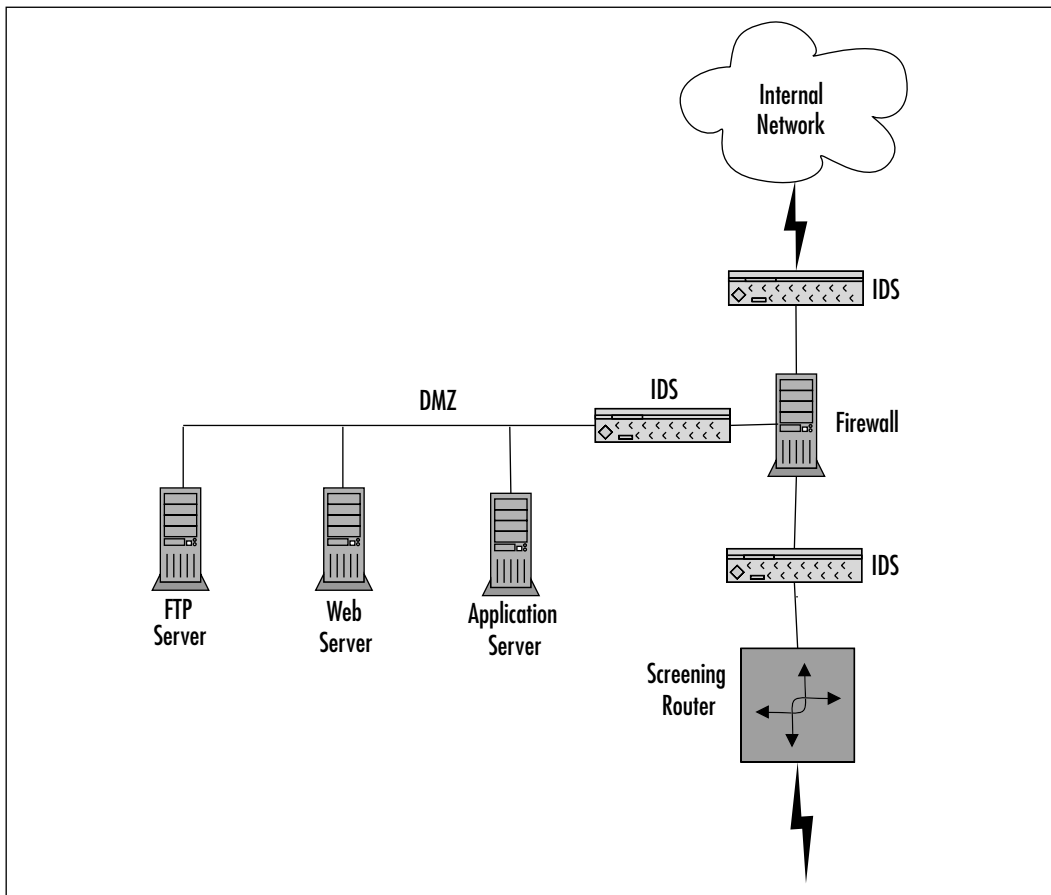 Internal
Network
IDS
IDS
DMZ
Firewall
IDS
FTP
Server
Web
Server
Application
Server
Screening
Router